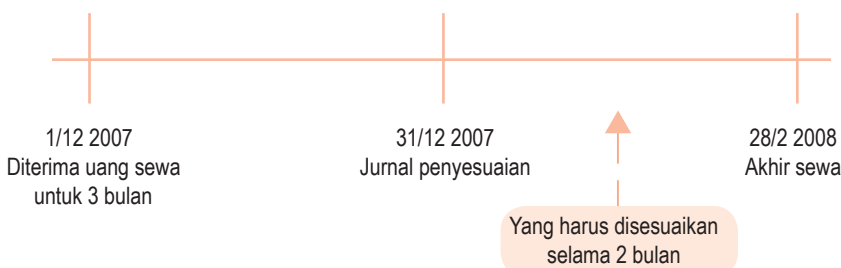 1/12 2007
Diterima uang sewa
untuk 3 bulan
31/12 2007
Jurnal penyesuaian
28/2 2008
Akhir sewa
Yang harus disesuaikan
selama 2 bulan